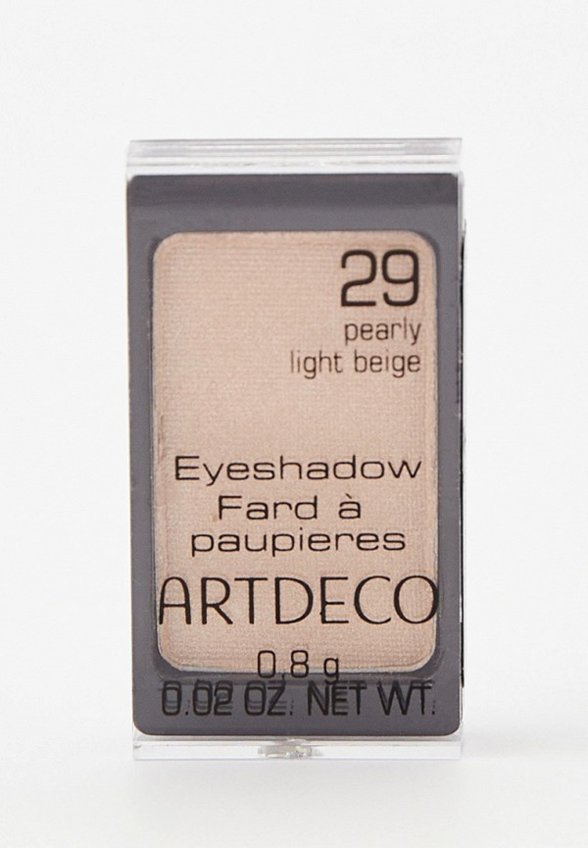 29
pearly
light beige
Eyeshadow
Fard à
paupieres
ARTDECO
0,8 g
0.02 OZ. NET WT.